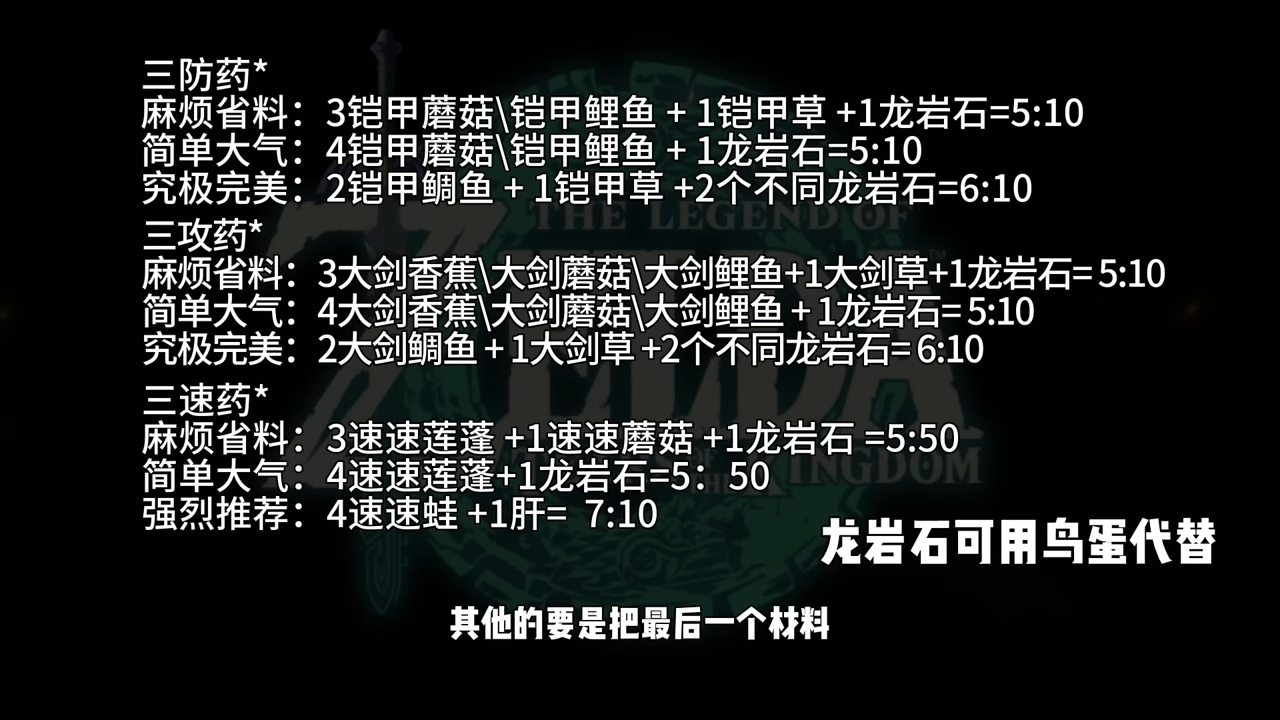 三防药*
麻烦省料：3铠甲蘑菇\铠甲鲤鱼 + 1铠甲草 +1龙岩石=5:10
简单大气：4铠甲蘑菇\铠甲鲤鱼 + 1龙岩石=5:10
究极完美：2铠甲鲷鱼 + 1铠甲草 +2个不同龙岩石=6:10
三攻药*
麻烦省料：3大剑香蕉\大剑蘑菇\大剑鲤鱼+1大剑草+1龙岩石= 5:10
简单大气：4大剑香蕉\大剑蘑菇\大剑鲤鱼 + 1龙岩石= 5:10
究极完美：2大剑鲷鱼 + 1大剑草 +2个不同龙岩石= 6:10
三速药*
麻烦省料：3速速莲蓬 +1速速蘑菇 +1龙岩石 =5:50
简单大气：4速速莲蓬+1龙岩石=5：50
强烈推荐：4速速蛙 +1肝= 7:10
龙岩石可用鸟蛋代替
其他的要是把最后一个材料
THE LEGEND OF
ZELDA
OF THE KINGDOM